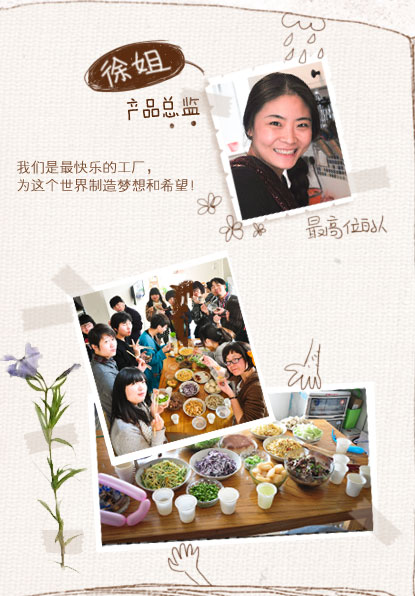 徐姐
产品总监
我们是最快乐的工厂，
为这个世界制造梦想和希望！
最高位的人